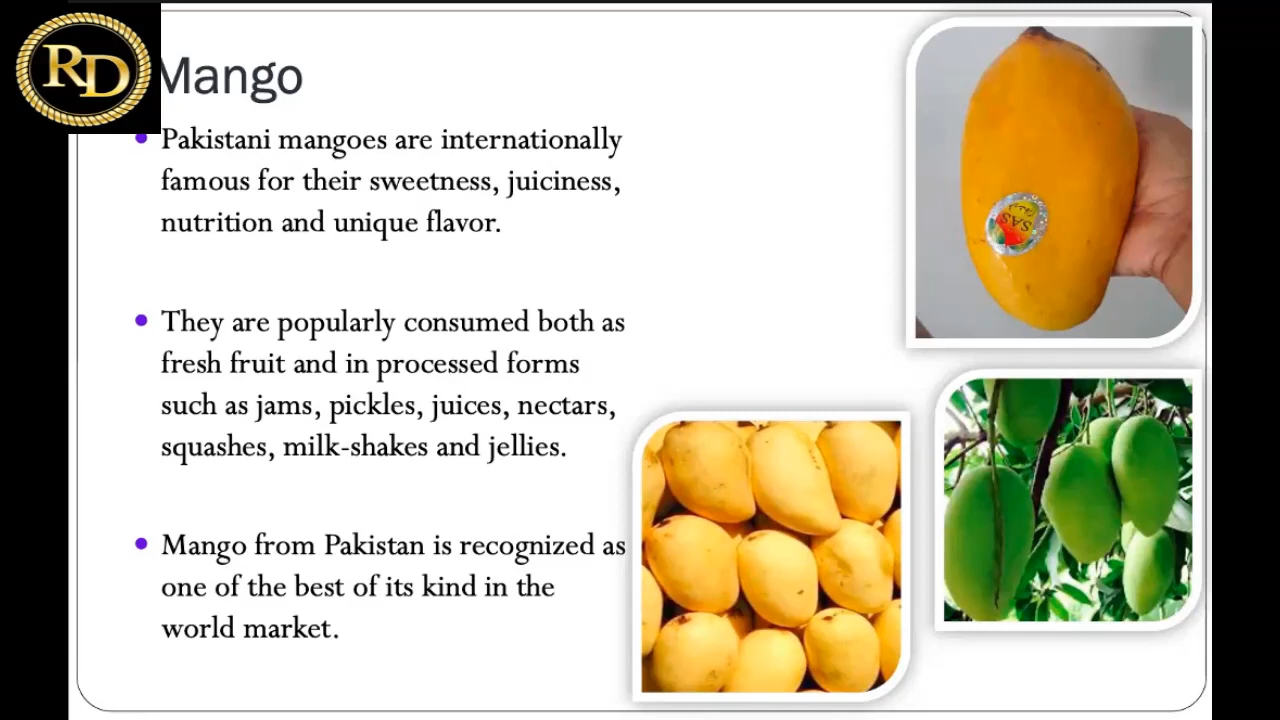 RD
Mango
Pakistani mangoes are internationally
famous for their sweetness, juiciness,
nutrition and unique flavor.
They are popularly consumed both as
fresh fruit and in processed forms
such as jams, pickles, juices, nectars,
squashes, milk-shakes and jellies.
Mango from Pakistan is recognized as
one of the best of its kind in the
world market.
SAS